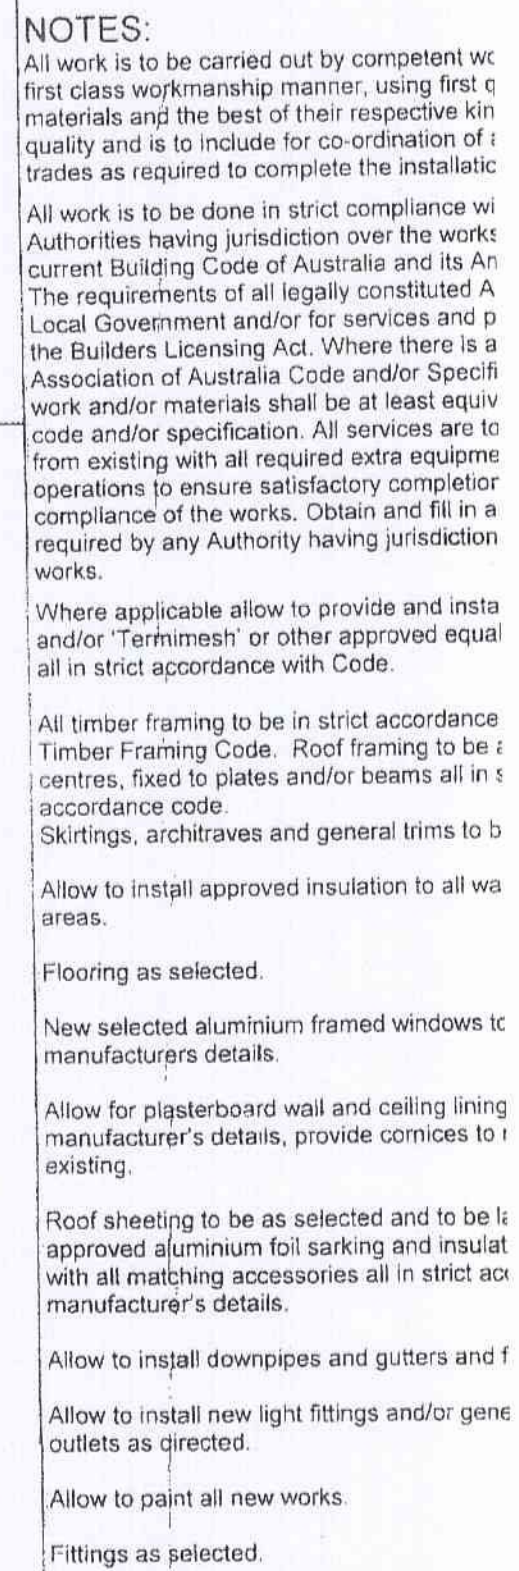 NOTES:
All work is to be carried out by competent wo
first class workmanship manner, using first q
materials and the best of their respective kin
quality and is to include for co-ordination of a
trades as required to complete the installatio
All work is to be done in strict compliance wi
Authorities having jurisdiction over the works
current Building Code of Australia and its Am
The requirements of all legally constituted A
Local Government and/or for services and p
the Builders Licensing Act. Where there is a
Association of Australia Code and/or Specifi
work and/or materials shall be at least equiv
code and/or specification. All services are to
from existing with all required extra equipme
operations to ensure satisfactory completion
compliance of the works. Obtain and fill in a
required by any Authority having jurisdiction
works.
Where applicable allow to provide and insta
and/or 'Termimesh' or other approved equal
all in strict accordance with Code.
All timber framing to be in strict accordance
Timber Framing Code. Roof framing to be a
centres, fixed to plates and/or beams all in s
accordance code.
Skirtings, architraves and general trims to b
Allow to install approved insulation to all wa
areas.
Flooring as selected.
New selected aluminium framed windows to
manufacturers details.
Allow for plasterboard wall and ceiling lining
manufacturer's details, provide cornices to
existing.
Roof sheeting to be as selected and to be la
approved aluminium foil sarking and insulat
with all matching accessories all in strict acc
manufacturer's details.
Allow to install downpipes and gutters and f
Allow to install new light fittings and/or gene
outlets as directed.
Allow to paint all new works.
Fittings as selected.